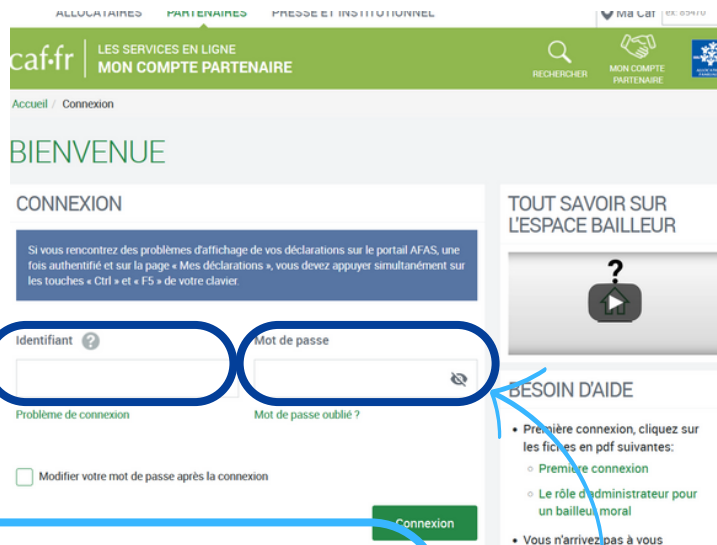 ALLOCATAIRES PARTENAIRES PRESSE ET INSTITUTIONNEL
Ma Caf ex: 89470
caf.fr
LES SERVICES EN LIGNE
MON COMPTE PARTENAIRE
RECHERCHER
MON COMPTE
PARTENAIRE
Accueil / Connexion
BIENVENUE
CONNEXION
Si vous rencontrez des problèmes d'affichage de vos déclarations sur le portail AFAS, une
fois authentifié et sur la page « Mes déclarations », vous devez appuyer simultanément sur
les touches « Ctrl » et « F5 » de votre clavier.
Identifiant ?
Mot de passe
Problème de connexion
Mot de passe oublié ?
Modifier votre mot de passe après la connexion
Connexion
TOUT SAVOIR SUR
L'ESPACE BAILLEUR
?
BESOIN D'AIDE
• Première connexion, cliquez sur
les fiches en pdf suivantes:
○ Première connexion
○ Le rôle d'administrateur pour
un bailleur moral
• Vous n'arrivez pas à vous